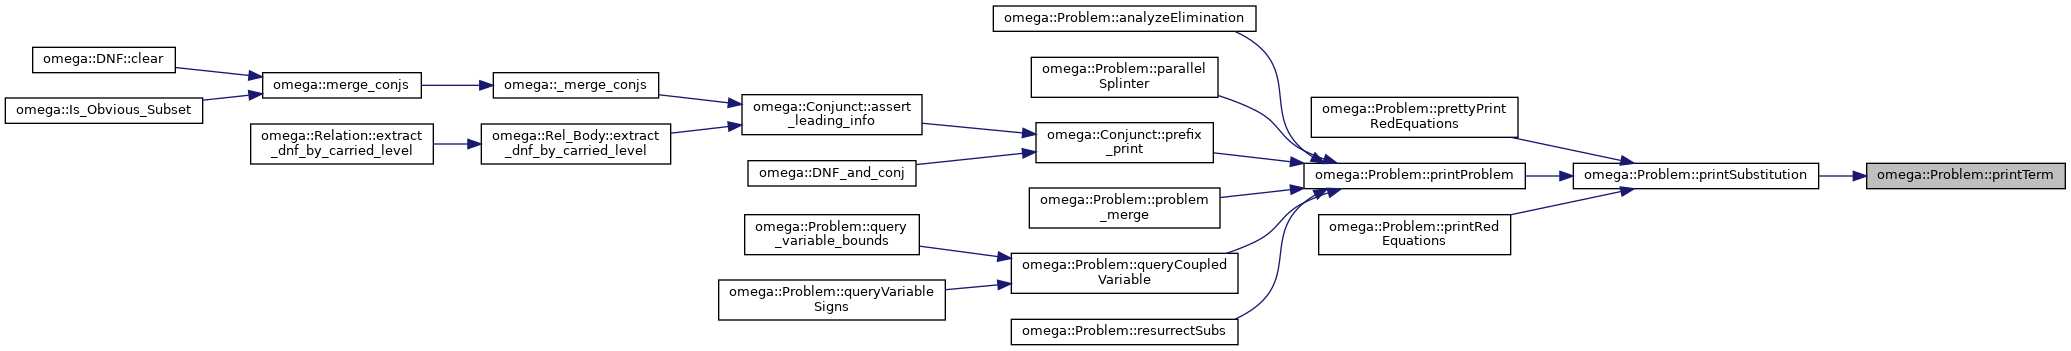 omega::Problem::analyzeElimination
omega::DNF::clear
omega::Problem::parallel
Splinter
omega::merge_conjs
omega::_merge_conjs
omega::Is_Obvious_Subset
omega::Conjunct::assert
_leading_info
omega::Problem::prettyPrint
RedEquations
omega::Relation::extract
_dnf_by_carried_level
omega::Rel_Body::extract
_dnf_by_carried_level
omega::Conjunct::prefix
_print
omega::DNF_and_conj
omega::Problem::printProblem
omega::Problem::printSubstitution
omega::Problem::printTerm
omega::Problem::problem
_merge
omega::Problem::query
_variable_bounds
omega::Problem::printRed
Equations
omega::Problem::queryCoupled
Variable
omega::Problem::queryVariable
Signs
omega::Problem::resurrectSubs